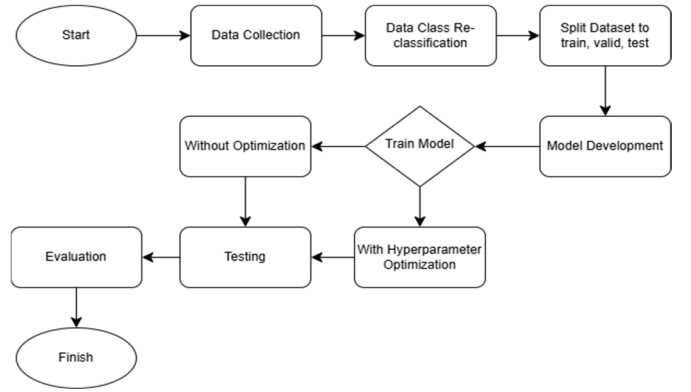 Start
Data Collection
Data Class Re-
classification
Split Dataset to
train, valid, test
Without Optimization
Train Model
Model Development
Evaluation
Testing
With Hyperparameter
Optimization
Finish